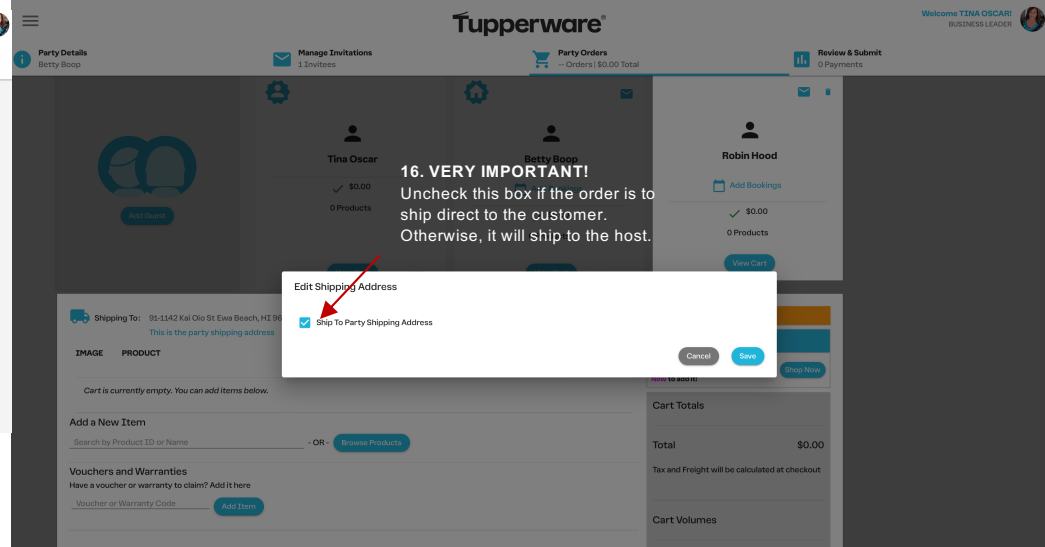 Tupperware®
Welcome TINA OSCAR!
BUSINESS LEADER
Party Details
Betty Boop
Manage Invitations
1 Invitees
Party Orders
-- Orders | $0.00 Total
Review & Submit
0 Payments
Add Guest
Tina Oscar
$0.00
0 Products
Betty Boop
Robin Hood
Add Bookings
$0.00
0 Products
View Cart
16. VERY IMPORTANT!
Uncheck this box if the order is to
ship direct to the customer.
Otherwise, it will ship to the host.
Edit Shipping Address
Ship To Party Shipping Address
Cancel
Save
Shipping To: 91-1142 Kai Oio St Ewa Beach, HI 96
This is the party shipping address
IMAGE PRODUCT
Cart is currently empty. You can add items below.
Shop Now
Now to add it!
Add a New Item
Search by Product ID or Name
- OR -
Browse Products
Vouchers and Warranties
Have a voucher or warranty to claim? Add it here
Voucher or Warranty Code
Add Item
Cart Totals
Total $0.00
Tax and Freight will be calculated at checkout
Cart Volumes